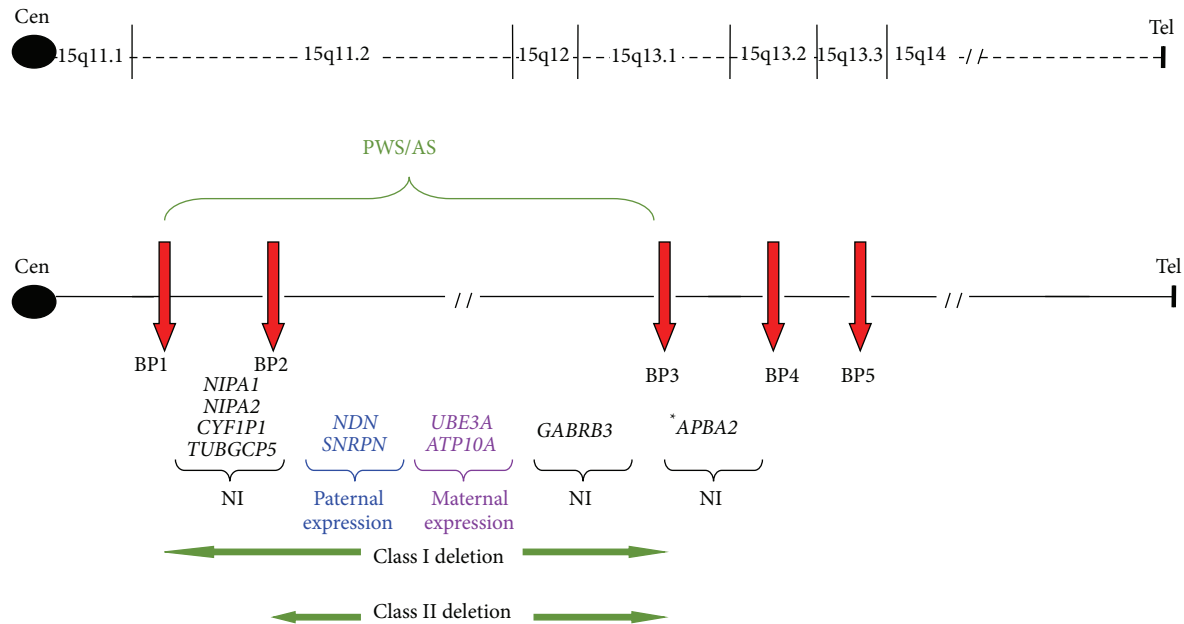 Cen
Tel
15q11.1 15q11.2 15q12 15q13.1 15q13.2 15q13.3 15q14 //
PWS/AS
Cen
Tel
// //
BP1 BP2 BP3 BP4 BP5
NIPA1
NIPA2
CYF1P1
TUBGCP5
NI
NDN
SNRPN
Paternal
expression
UBE3A
ATP10A
Maternal
expression
GABRB3
NI
*APBA2
NI
Class I deletion
Class II deletion